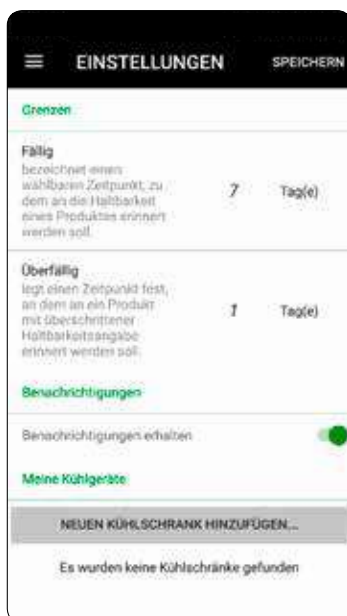 EINSTELLUNGEN SPEICHERN
Grenzen
Fällig
bezeichnet einen
wählbaren Zeitpunkt, zu
dem an die Haltbarkeit
eines Produktes erinnert
werden soll.
7 Tag(e)
Überfällig
legt einen Zeitpunkt fest,
an dem an ein Produkt
mit überschrittener
Haltbarkeitsangabe
erinnert werden soll.
1 Tag(e)
Benachrichtigungen
Benachrichtigungen erhalten
Meine Kühlgeräte
NEUEN KÜHLSCHRANK HINZUFÜGEN...
Es wurden keine Kühlschränke gefunden